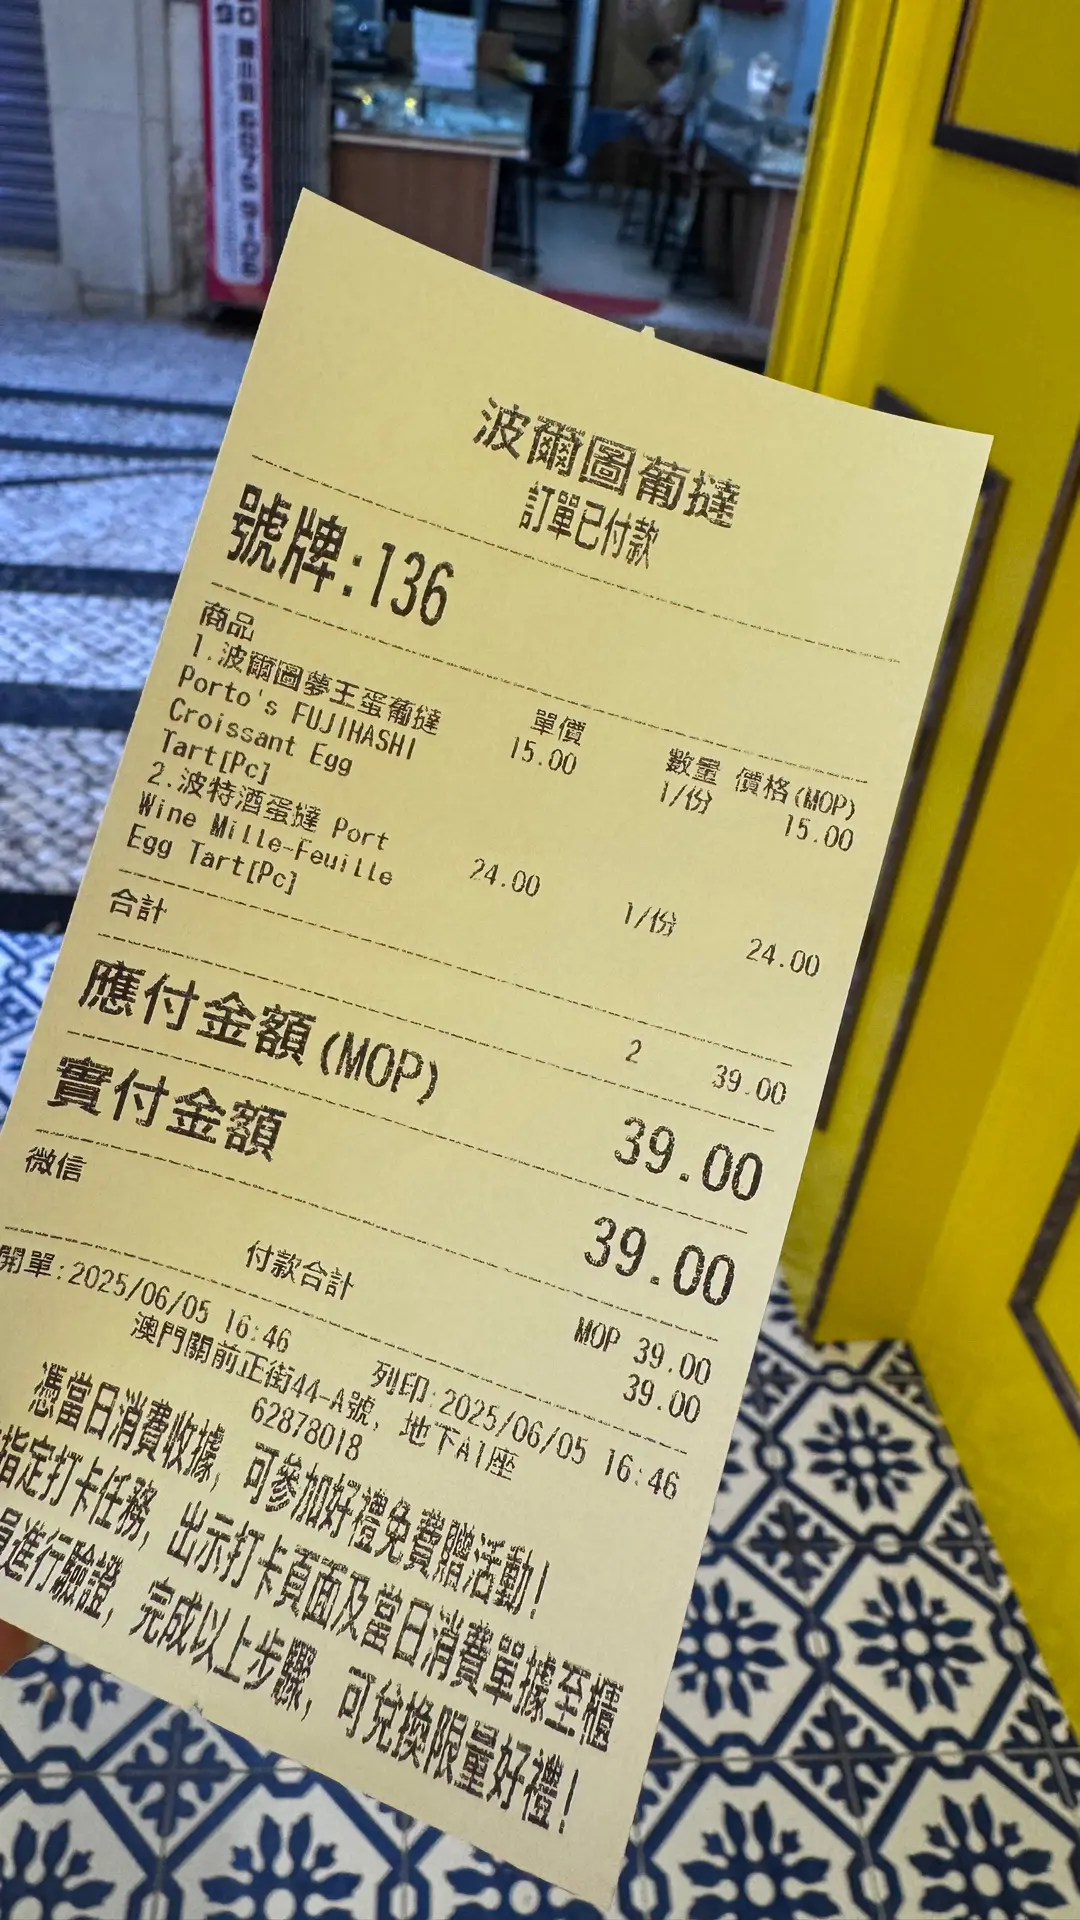 波爾圖葡撻
訂單已付款
號牌:136
商品 單價 數量 價格(MOP)
1.波爾圖夢王蛋葡撻 15.00 1/份 15.00
Porto's FUJIHASHI
Croissant Egg
Tart[Pc]
2.波特酒蛋撻 Port 24.00 1/份 24.00
Wine Mille-Feuille
Egg Tart[Pc]
合計 2 39.00
應付金額(MOP) 39.00
實付金額 39.00
微信 MOP 39.00
付款合計 39.00
開單:2025/06/05 16:46 列印:2025/06/05 16:46
澳門關前正街44-A號, 地下A1座
62878018
憑當日消費收據, 可參加好禮免費贈活動!
指定打卡任務, 出示打卡頁面及當日消費單據至櫃
員進行驗證, 完成以上步驟, 可兌換限量好禮!